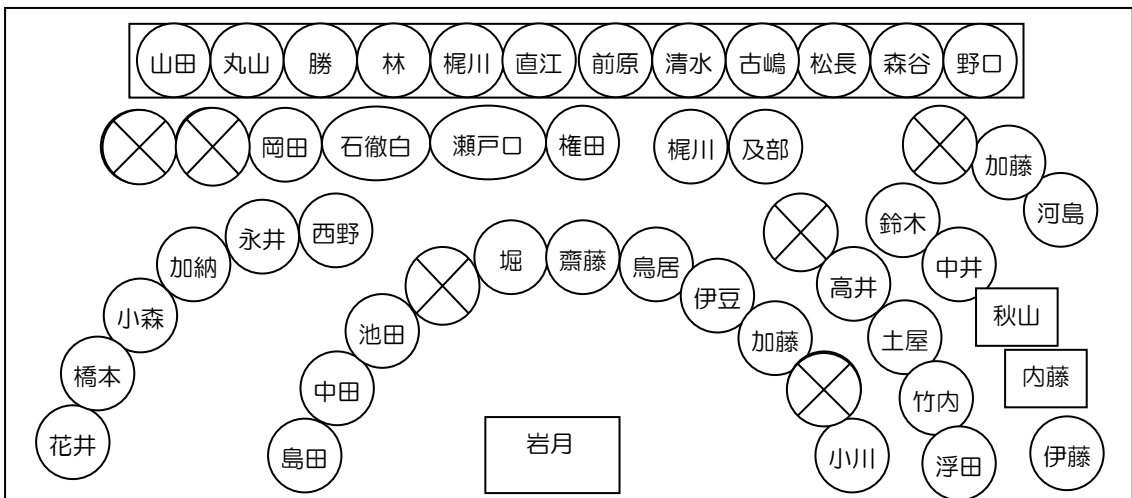 山田 丸山 勝 林 梶川 直江 前原 清水 古嶋 松長 森谷 野口
岡田 石徹白 瀬戸口 権田 梶川 及部 加藤
河島
西野 鈴木
永井 堀 齋藤 鳥居 中井
加納 伊豆 高井
小森 池田 加藤 土屋 秋山
橋本 中田 竹内 内藤
花井 島田 岩月 小川 浮田 伊藤